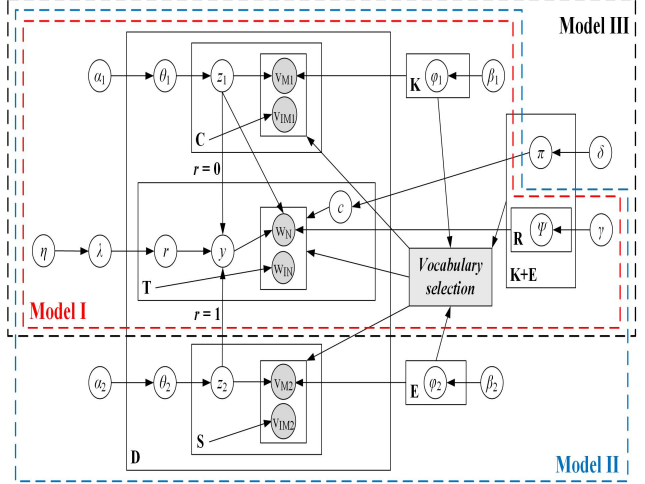 Model III
α1
θ1
z1
VM1
K
φ1
β1
VIM1
C
π
δ
r = 0
c
η
λ
r
y
WN
R
Ψ
γ
WIN
Vocabulary
selection
K+E
T
Model I
r = 1
α2
θ2
z2
VM2
E
φ2
β2
VIM2
S
D
Model II